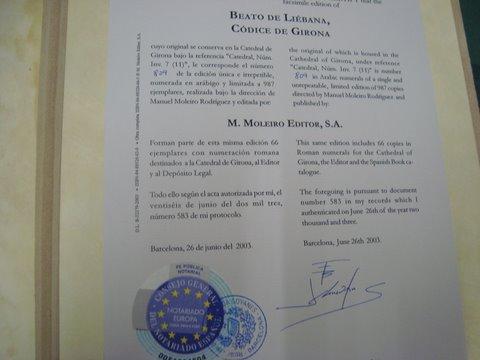 that the
facsimile edition of
BEATO DE LIÉBANA,
CÓDICE DE GIRONA
cuyo original se conserva en la Catedral de
Girona bajo la referencia "Catedral, Núm.
Inv. 7 (11)", le corresponde el número
809 de la edición única e irrepetible,
numerada en arábigo y limitada a 987
ejemplares, realizada bajo la dirección de
Manuel Moleiro Rodríguez y editada por:
the original of which is housed in the
Cathedral of Girona, under reference
"Catedral, Núm. Inv. 7 (11)" is number
809 in Arabic numerals of a single and
unrepeatable, limited edition of 987 copies
directed by Manuel Moleiro Rodríguez and
published by:
M. MOLEIRO EDITOR, S.A.
Forman parte de esta misma edición 66
ejemplares con numeración romana
destinados a la Catedral de Girona, al Editor
y al Depósito Legal.
This same edition includes 66 copies in
Roman numerals for the Cathedral of
Girona, the Editor and the Spanish Book ca-
talogue.
Todo ello según el acta autorizada por mí, el
ventiséis de junio del dos mil tres,
número 583 de mi protocolo.
The foregoing is pursuant to document
number 583 in my records which I
authenticated on June 26th of the year two
thousand and three.
Barcelona, 26 de junio del 2003.
Barcelona, June 26th 2003.
FE PÚBLICA
NOTARIAL
CONSEJO GENERAL
DEL NOTARIADO ESPAÑOL
NOTARIADO
EUROPA